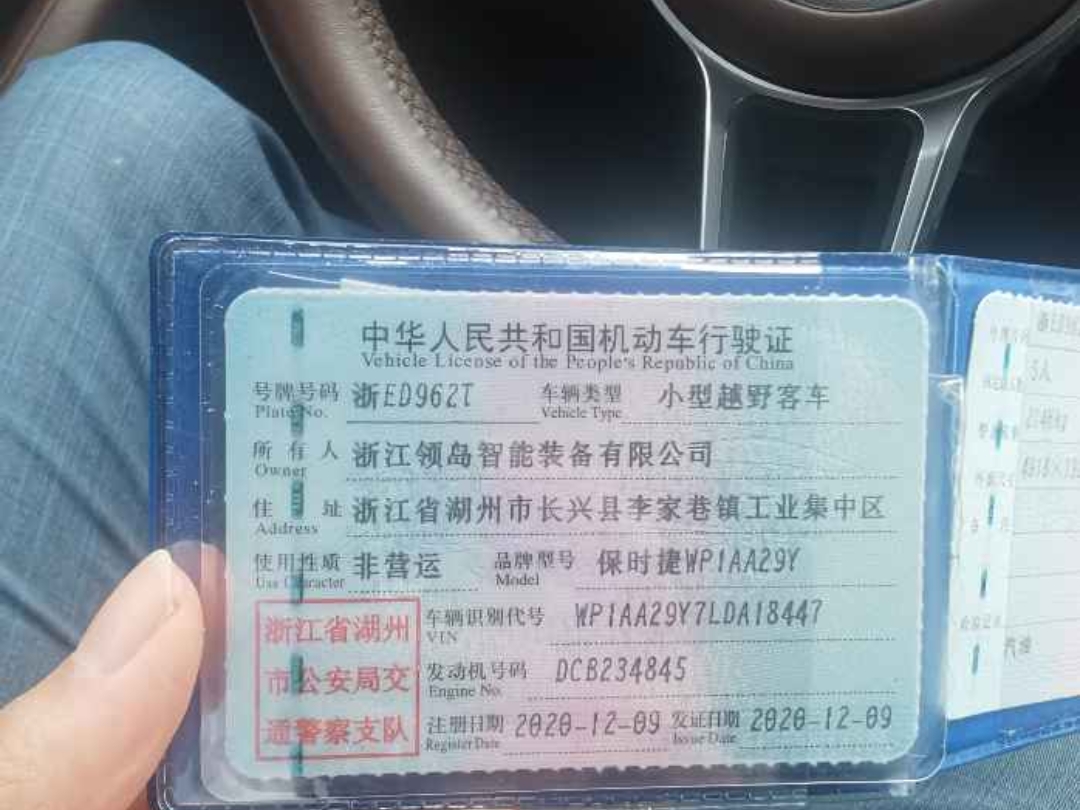 中华人民共和国机动车行驶证
Vehicle License of the People's Republic of China
号牌号码 浙ED962T 车辆类型 小型越野客车
Plate No. Vehicle Type
所有人 浙江领岛智能装备有限公司
Owner
住址 浙江省湖州市长兴县李家巷镇工业集中区
Address
使用性质 非营运 品牌型号 保时捷WP1AA29Y
Use Character Model
浙江省湖州 车辆识别代号 WP1AA29Y7LDA18447
VIN
市公安局交 发动机号码 DCB234845
Engine No.
通警察支队 注册日期 2020-12-09 发证日期 2020-12-09
Register Date Issue Date
5人
汽油